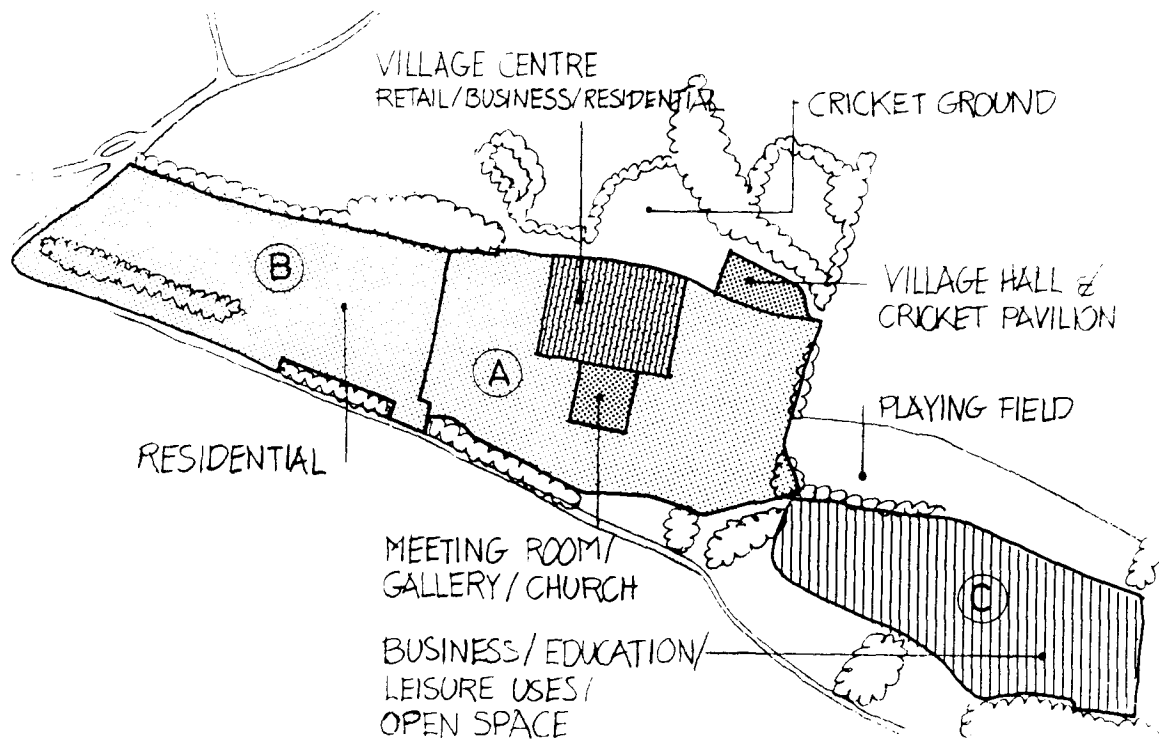 VILLAGE CENTRE
RETAIL/BUSINESS/RESIDENTIAL
CRICKET GROUND
B
VILLAGE HALL &
CRICKET PAVILION
A
PLAYING FIELD
RESIDENTIAL
MEETING ROOM/
GALLERY/CHURCH
C
BUSINESS/EDUCATION/
LEISURE USES/
OPEN SPACE